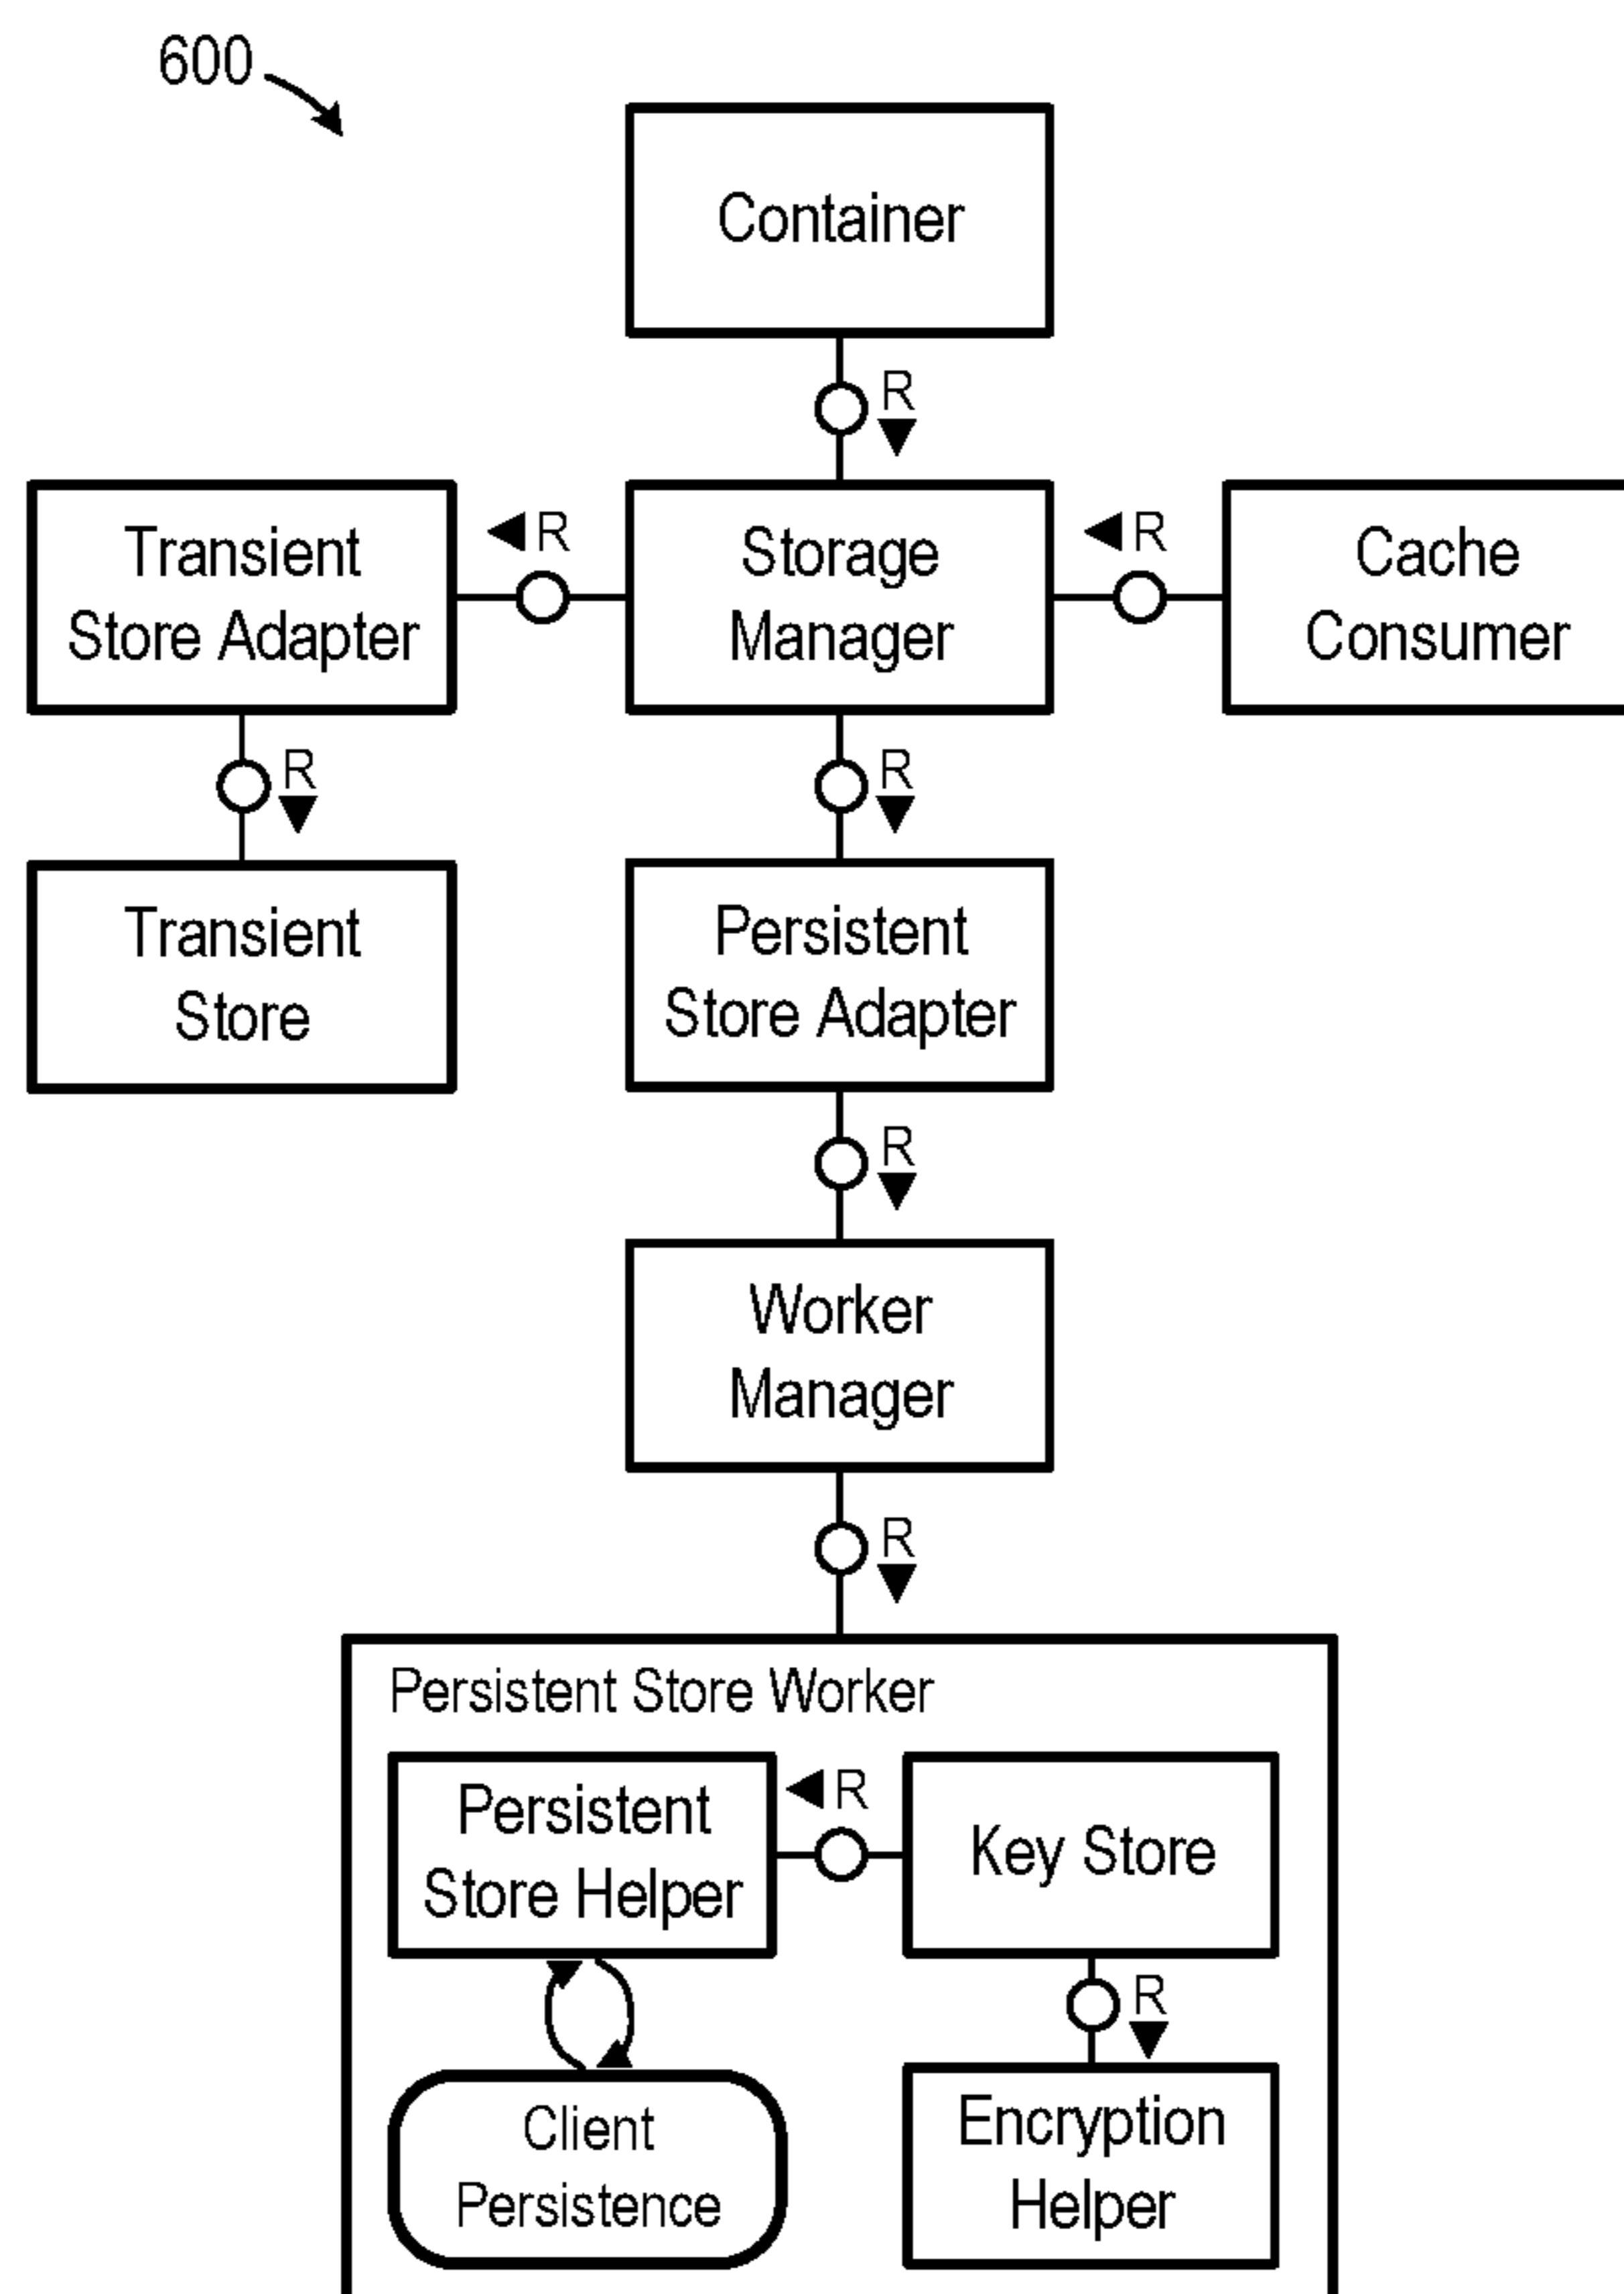 600
Container
R
Transient
Store Adapter
R
Storage
Manager
R
Cache
Consumer
R
R
Transient
Store
Persistent
Store Adapter
R
Worker
Manager
R
Persistent Store Worker
Persistent
Store Helper
R
Key Store
R
Client
Persistence
Encryption
Helper